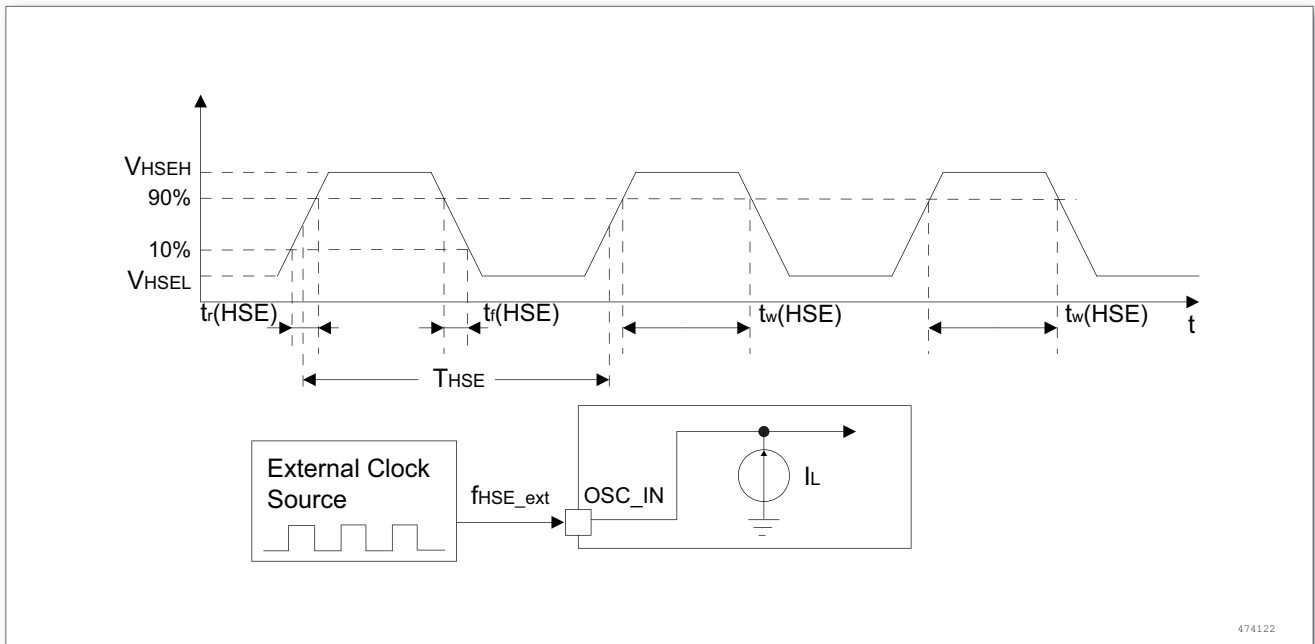 VHSEH
90%
10%
VHSEL
tr(HSE)
tf(HSE)
tw(HSE)
tw(HSE)
t
THSE
External Clock
Source
fHSE_ext
OSC_IN
IL
474122